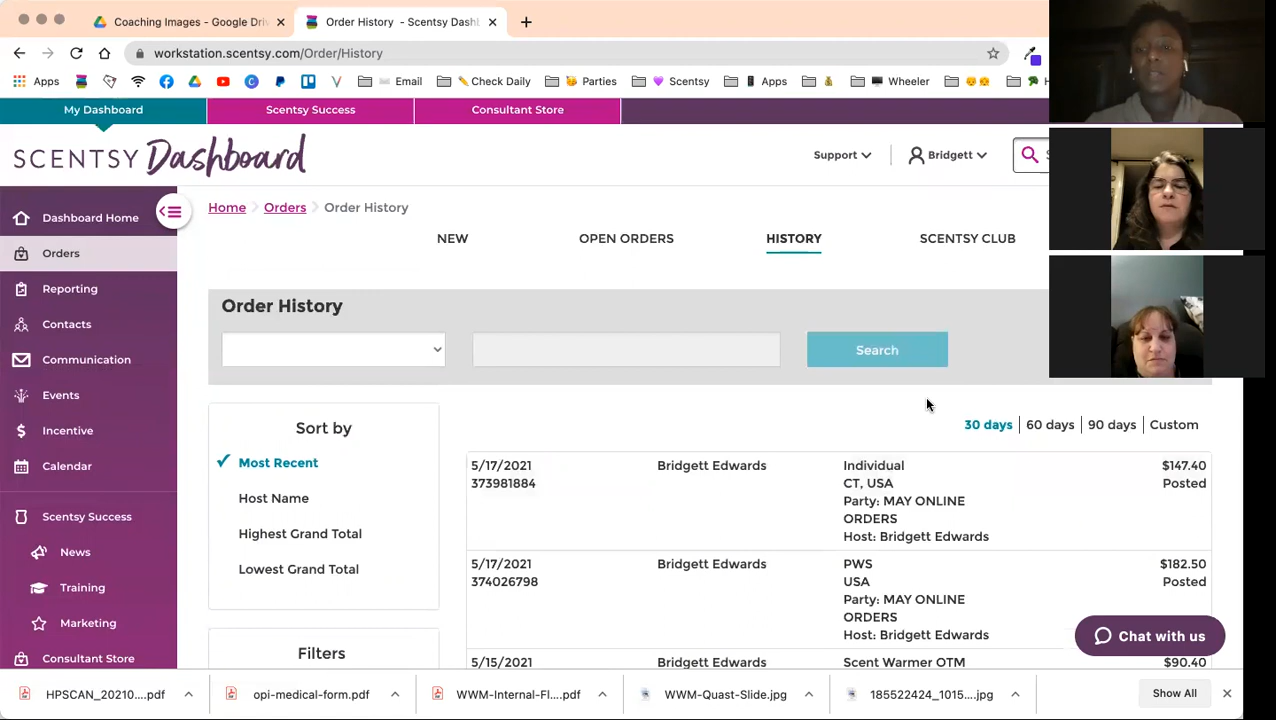 Coaching Images - Google Driv
Order History - Scentsy Dashb
workstation.scentsy.com/Order/History
Apps Email Check Daily Parties Scentsy Apps Wheeler
My Dashboard Scentsy Success Consultant Store
SCENTSY Dashboard
Support Bridgett
Dashboard Home
Orders
Reporting
Contacts
Communication
Events
Incentive
Calendar
Scentsy Success
News
Training
Marketing
Consultant Store
Home Orders Order History
NEW OPEN ORDERS HISTORY SCENTSY CLUB
Order History
Search
Sort by
Most Recent
Host Name
Highest Grand Total
Lowest Grand Total
Filters
30 days 60 days 90 days Custom
5/17/2021 Bridgett Edwards Individual $147.40
373981884 CT, USA Posted
Party: MAY ONLINE
ORDERS
Host: Bridgett Edwards
5/17/2021 Bridgett Edwards PWS $182.50
374026798 USA Posted
Party: MAY ONLINE
ORDERS
Host: Bridgett Edwards
5/15/2021 Bridgett Edwards Scent Warmer OTM $90.40
Chat with us
HPSCAN_20210....pdf opi-medical-form.pdf WWM-Internal-Fl....pdf WWM-Quast-Slide.jpg 185522424_1015....jpg Show All